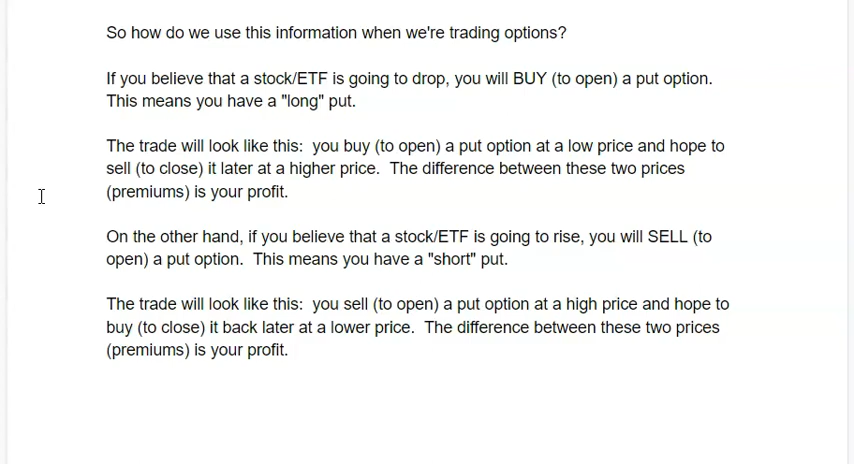 So how do we use this information when we're trading options?
If you believe that a stock/ETF is going to drop, you will BUY (to open) a put option.
This means you have a "long" put.
The trade will look like this:  you buy (to open) a put option at a low price and hope to
sell (to close) it later at a higher price.  The difference between these two prices
(premiums) is your profit.
On the other hand, if you believe that a stock/ETF is going to rise, you will SELL (to
open) a put option.  This means you have a "short" put.
The trade will look like this:  you sell (to open) a put option at a high price and hope to
buy (to close) it back later at a lower price.  The difference between these two prices
(premiums) is your profit.